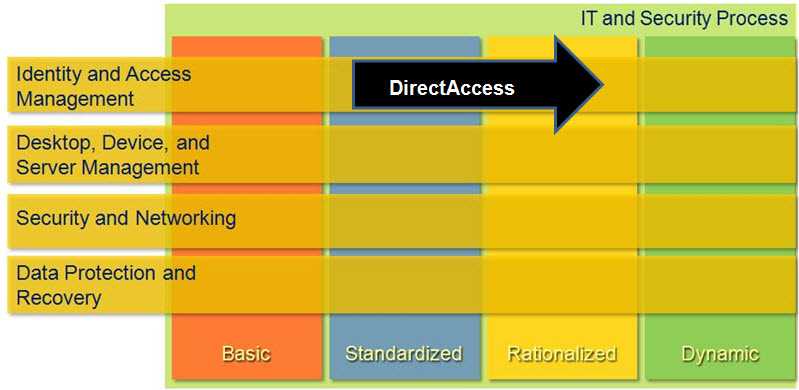 IT and Security Process
Identity and Access
Management
DirectAccess
Desktop, Device, and
Server Management
Security and Networking
Data Protection and
Recovery
Basic
Standardized
Rationalized
Dynamic